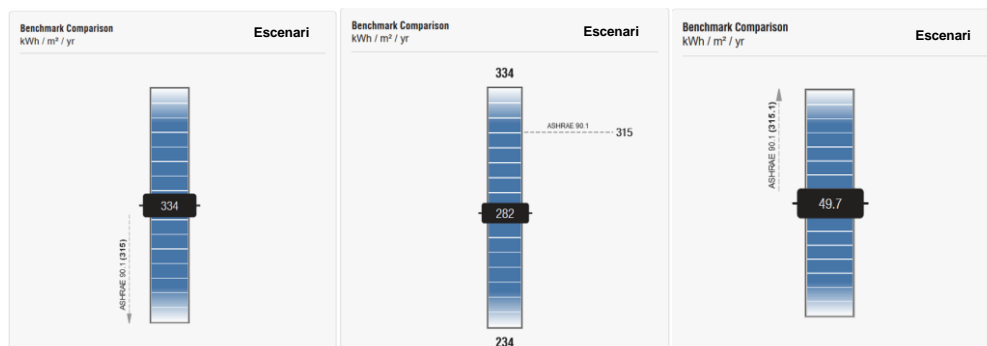 Benchmark Comparison
kWh / m² / yr
Escenari
334
ASHRAE 90.1 (315)
Benchmark Comparison
kWh / m² / yr
Escenari
334
ASHRAE 90.1
315
282
234
Benchmark Comparison
kWh / m² / yr
Escenari
ASHRAE 90.1 (315.1)
49.7